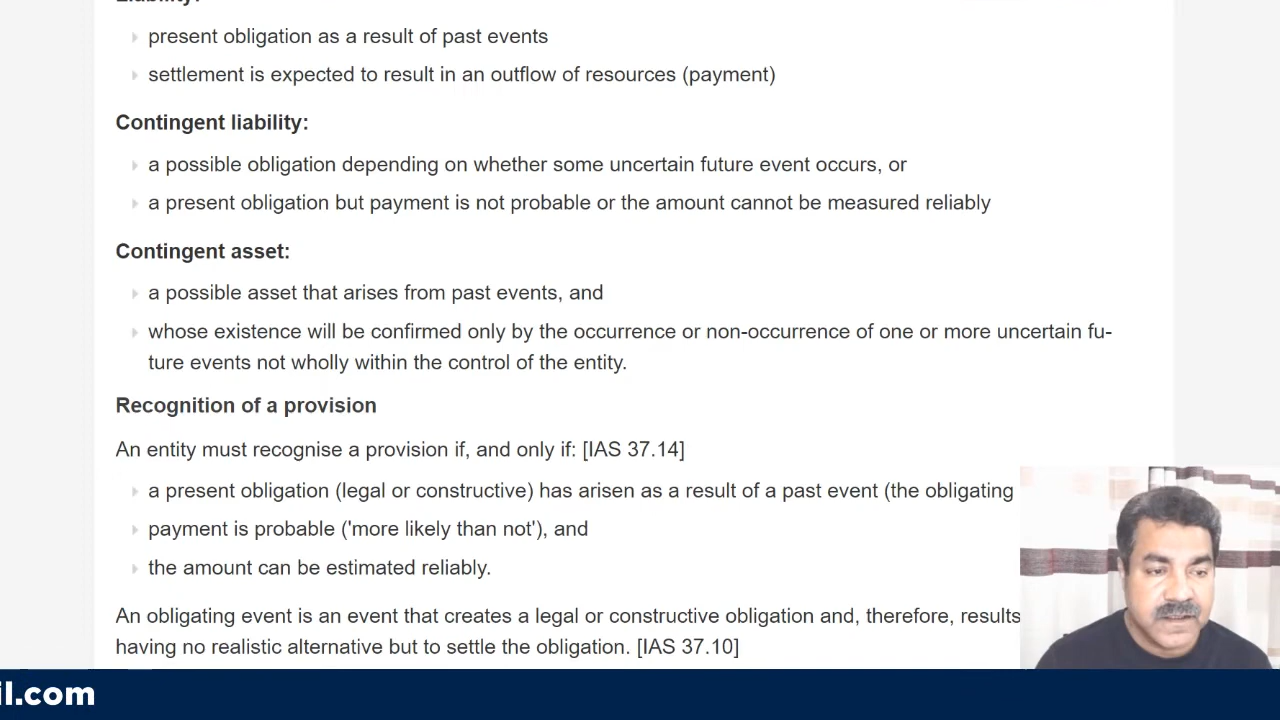 Liability:
present obligation as a result of past events
settlement is expected to result in an outflow of resources (payment)
Contingent liability:
a possible obligation depending on whether some uncertain future event occurs, or
a present obligation but payment is not probable or the amount cannot be measured reliably
Contingent asset:
a possible asset that arises from past events, and
whose existence will be confirmed only by the occurrence or non-occurrence of one or more uncertain fu-
ture events not wholly within the control of the entity.
Recognition of a provision
An entity must recognise a provision if, and only if: [IAS 37.14]
a present obligation (legal or constructive) has arisen as a result of a past event (the obligating
payment is probable ('more likely than not'), and
the amount can be estimated reliably.
An obligating event is an event that creates a legal or constructive obligation and, therefore, results
having no realistic alternative but to settle the obligation. [IAS 37.10]
il.com